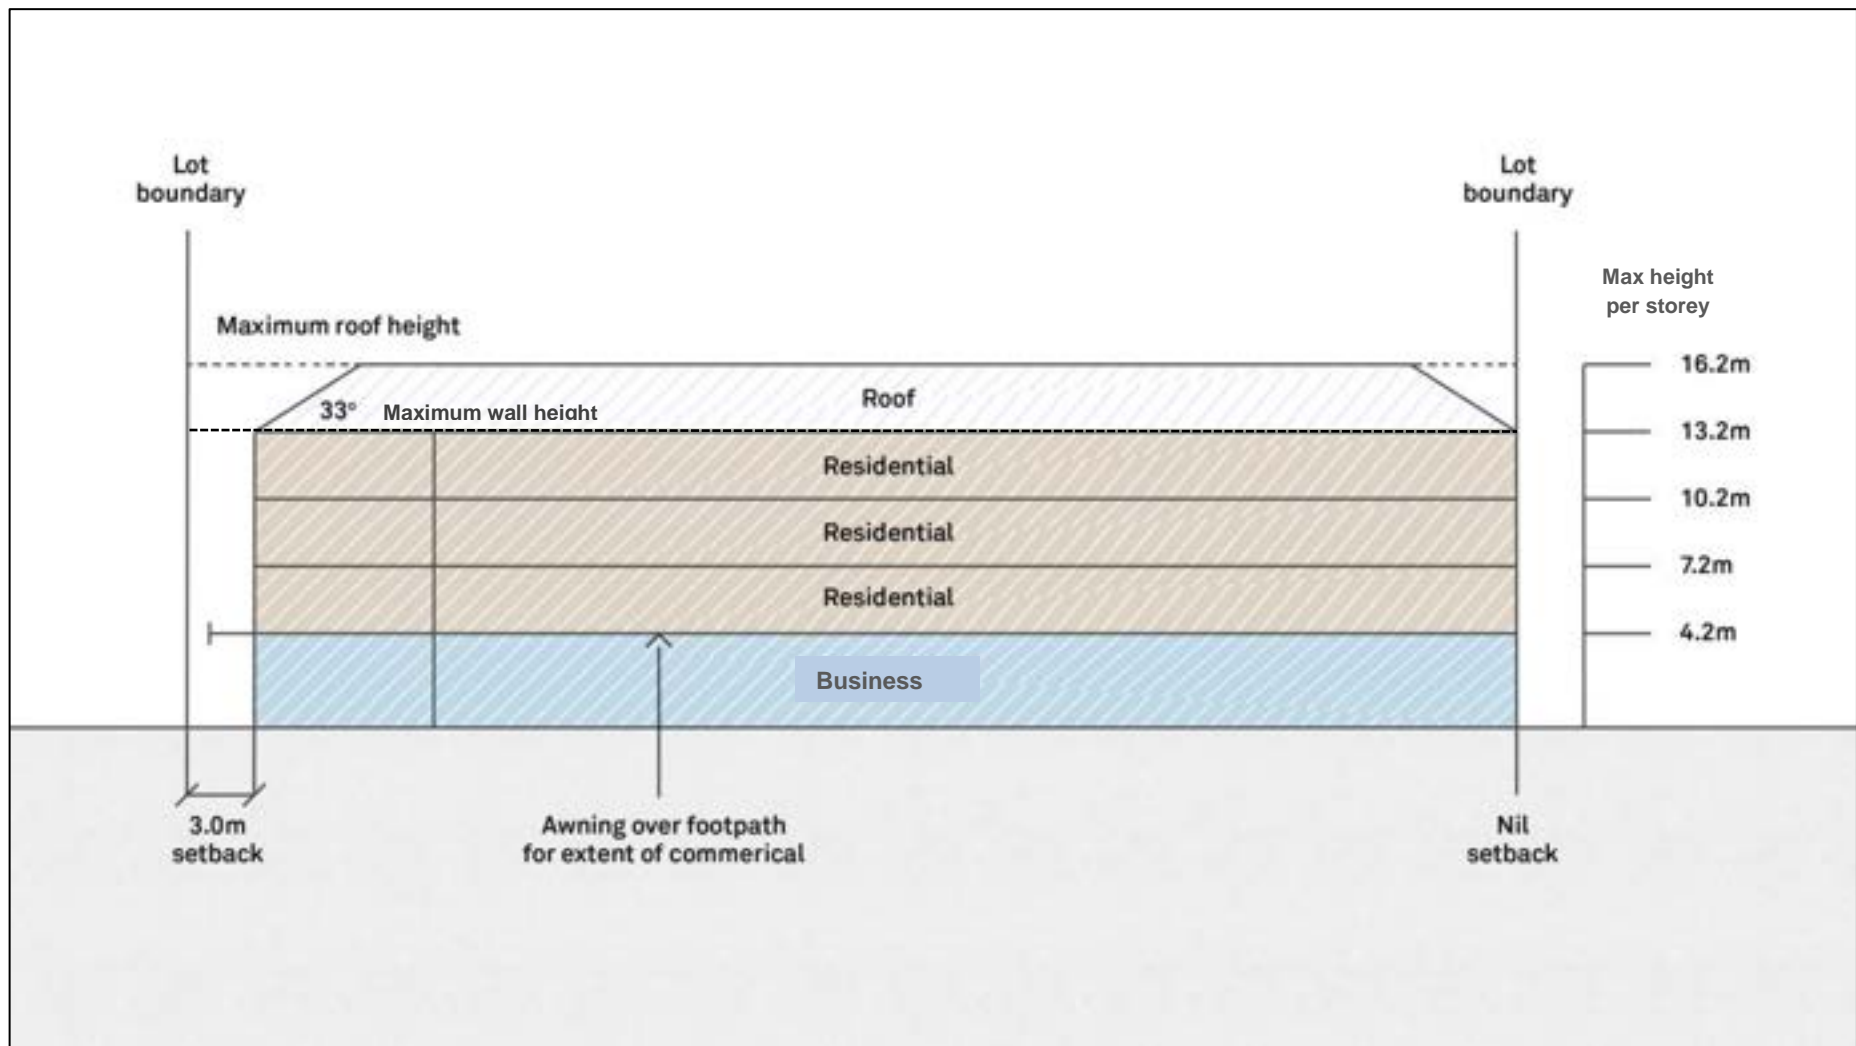 Lot
boundary
Lot
boundary
Max height
per storey
Maximum roof height
16.2m
Roof
33°
Maximum wall height
13.2m
Residential
10.2m
Residential
7.2m
Residential
4.2m
Business
3.0m
setback
Awning over footpath
for extent of commerical
Nil
setback